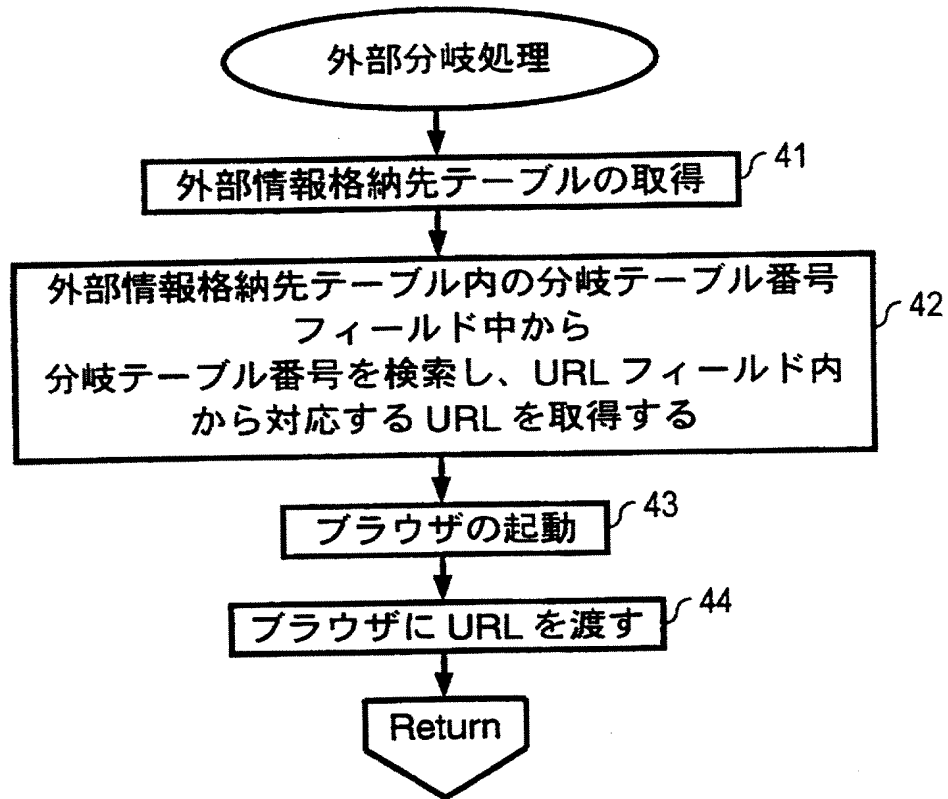 外部分岐処理
41
外部情報格納先テーブルの取得
42
外部情報格納先テーブル内の分岐テーブル番号
フィールド中から
分岐テーブル番号を検索し、URL フィールド内
から対応する URL を取得する
43
ブラウザの起動
44
ブラウザに URL を渡す
Return